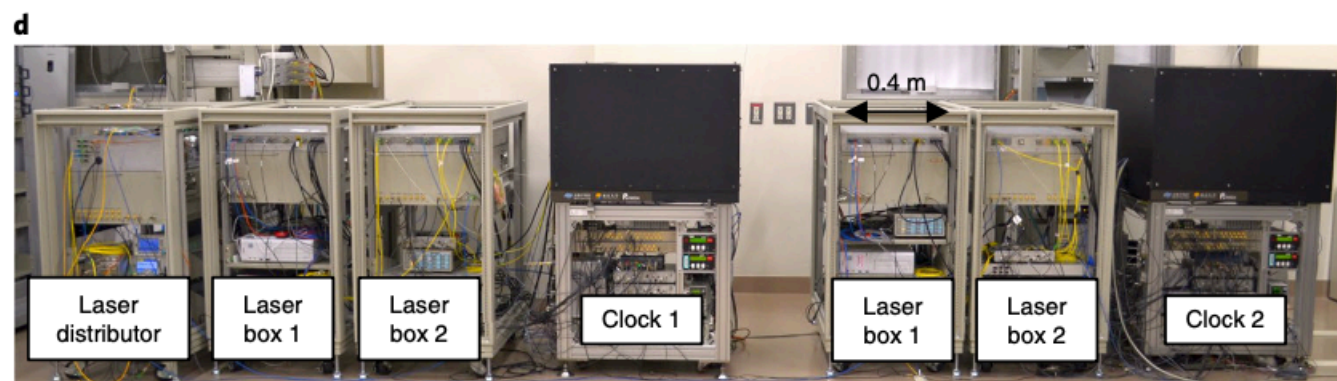 d
0.4 m
Laser
distributor
Laser
box 1
Laser
box 2
Clock 1
Laser
box 1
Laser
box 2
Clock 2